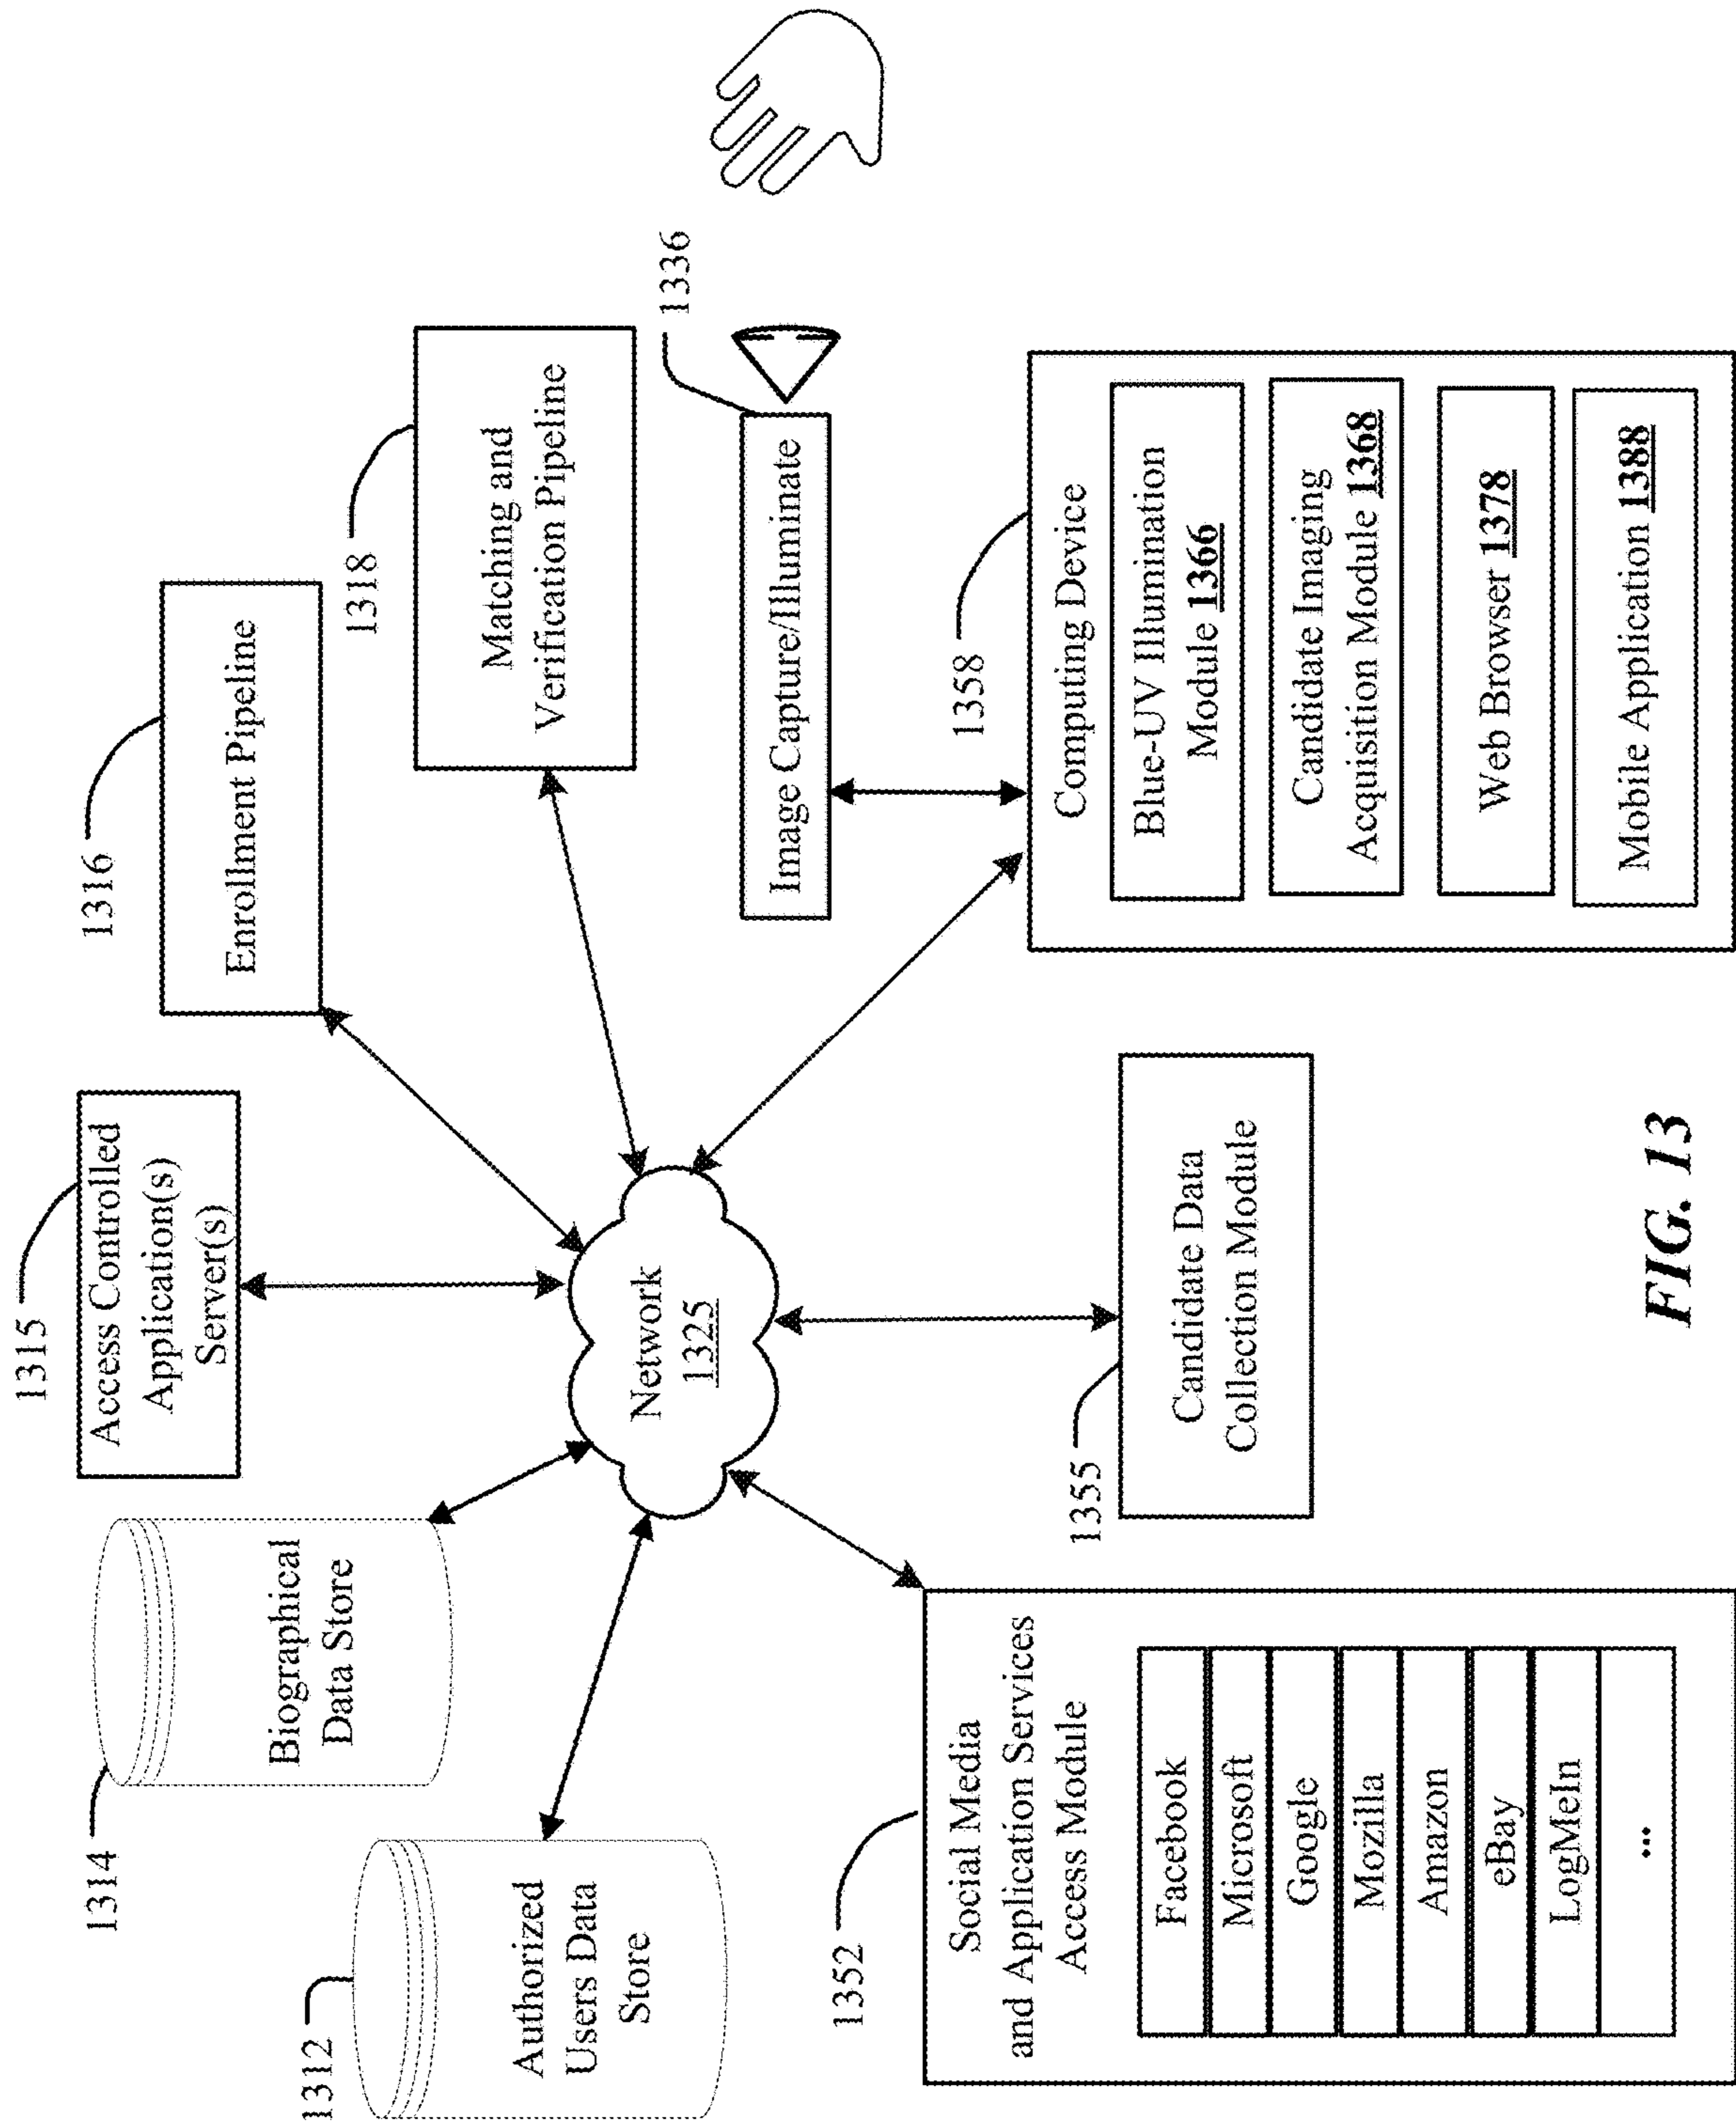 1312
Authorized
Users Data
Store
1314
Biographical
Data Store
1315
Access Controlled
Application(s)
Server(s)
1316
Enrollment Pipeline
1318
Matching and
Verification Pipeline
Network
1325
1336
Image Capture/Illuminate
1352
Social Media
and Application Services
Access Module
Facebook
Microsoft
Google
Mozilla
Amazon
eBay
LogMeIn
...
1355
Candidate Data
Collection Module
1358
Computing Device
Blue-UV Illumination
Module 1366
Candidate Imaging
Acquisition Module 1368
Web Browser 1378
Mobile Application 1388
FIG. 13